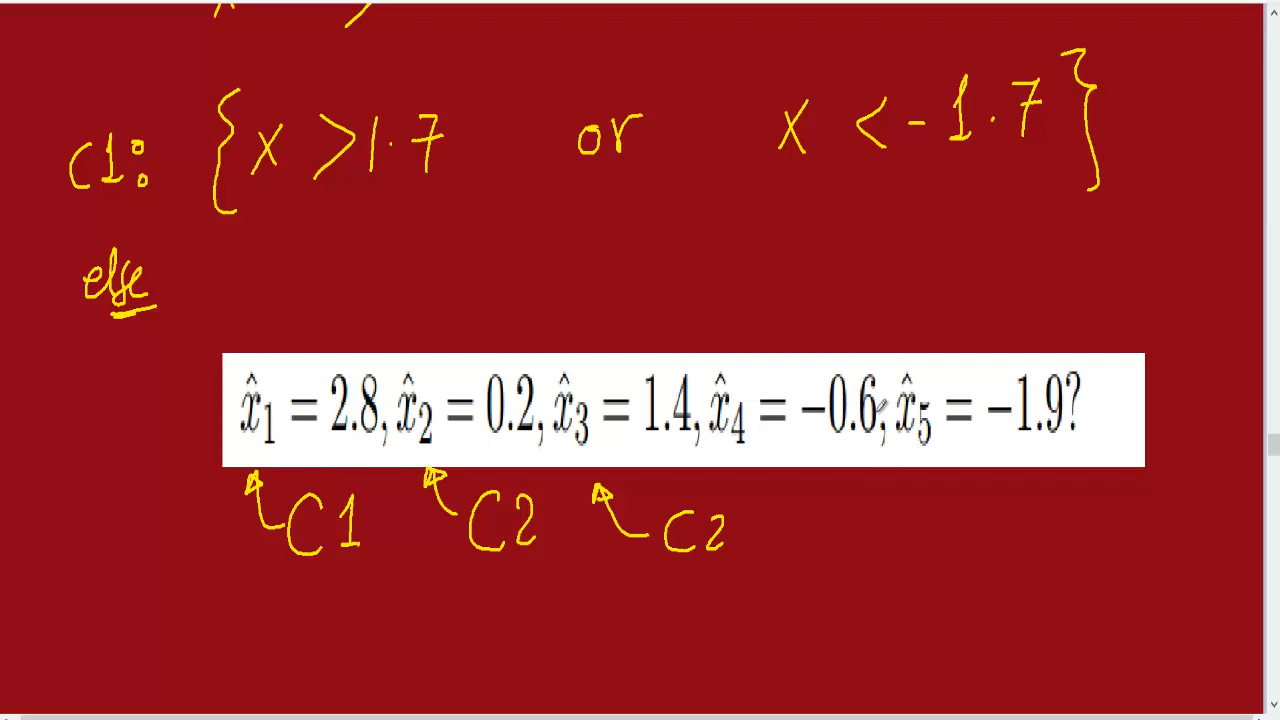 C1: {x > 1.7 or x < -1.7}
else
x̂₁ = 2.8, x̂₂ = 0.2, x̂₃ = 1.4, x̂₄ = −0.6, x̂₅ = −1.9?
C1 C2 C2